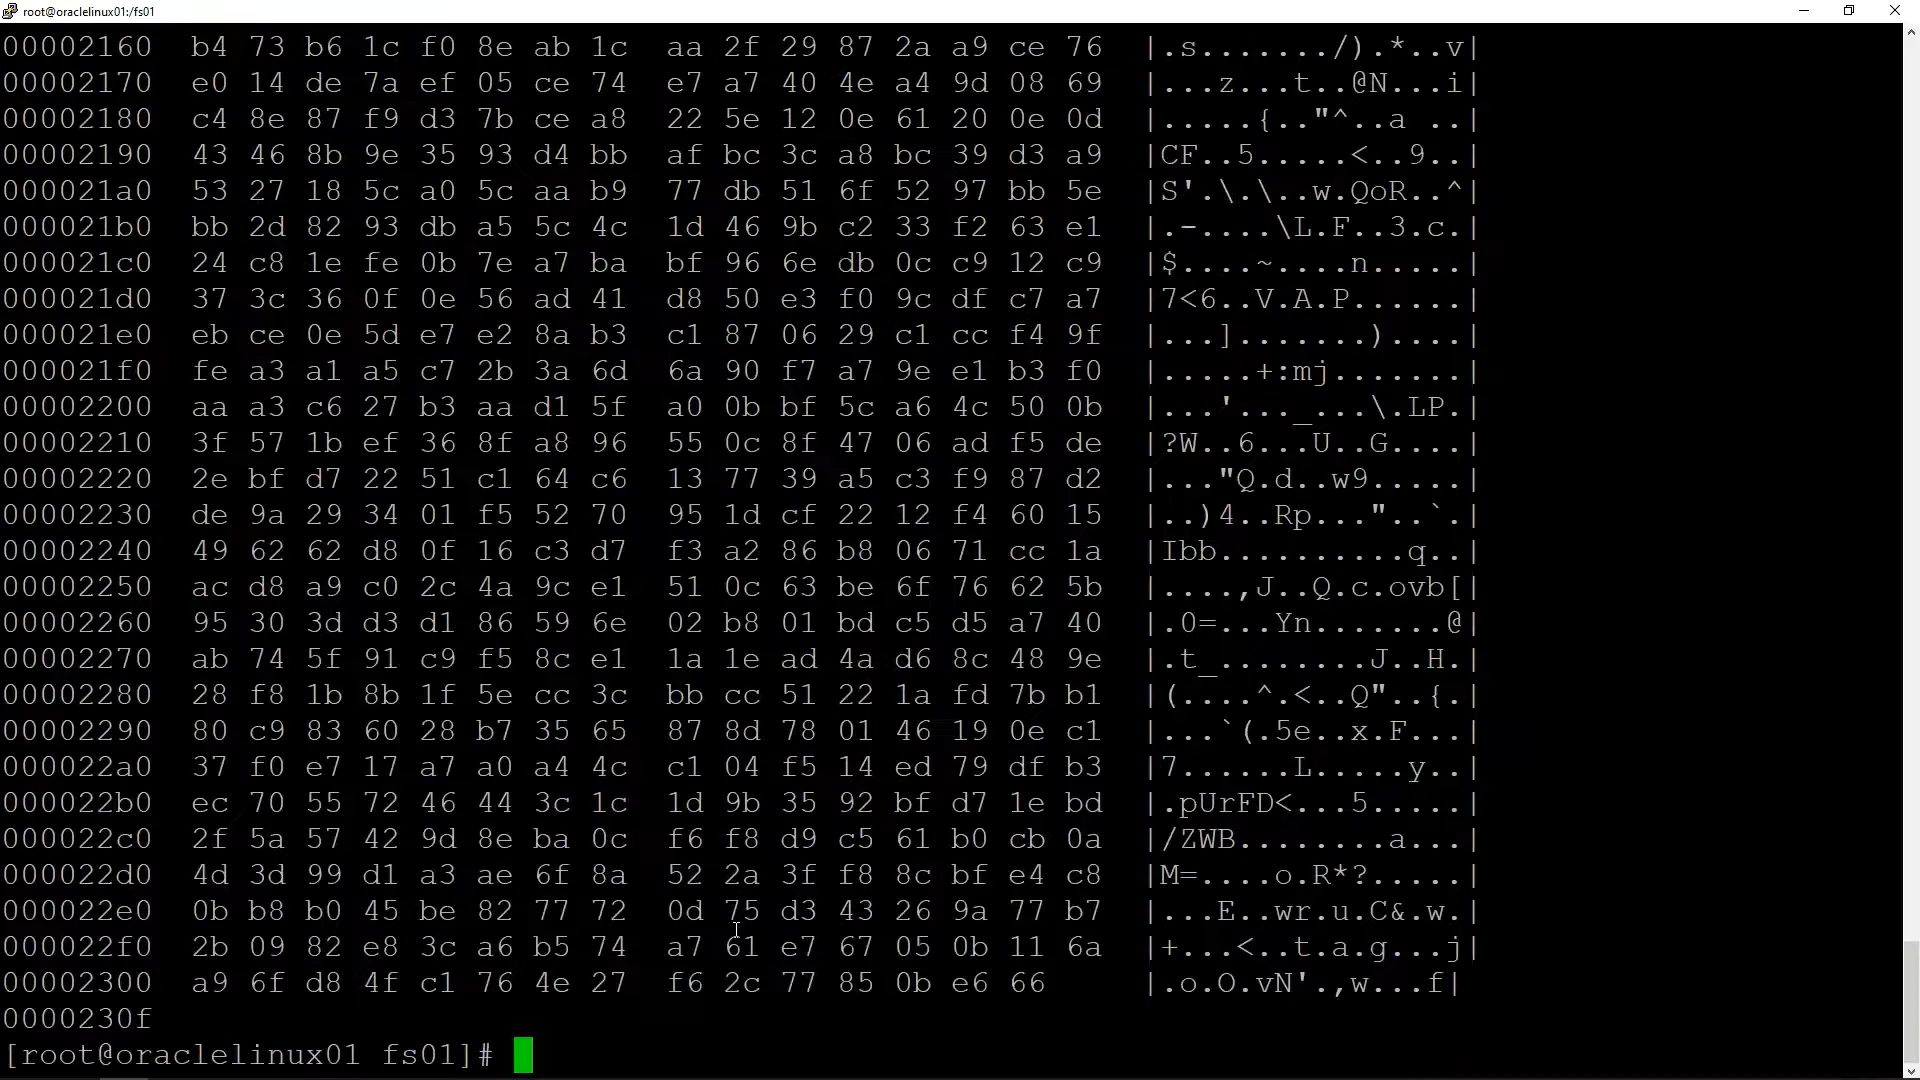 root@oraclelinux01:/fs01
00002160  b4 73 b6 1c f0 8e ab 1c  aa 2f 29 87 2a a9 ce 76  |.s......./).*..v|
00002170  e0 14 de 7a ef 05 ce 74  e7 a7 40 4e a4 9d 08 69  |...z...t..@N...i|
00002180  c4 8e 87 f9 d3 7b ce a8  22 5e 12 0e 61 20 0e 0d  |.....{.."^..a ..|
00002190  43 46 8b 9e 35 93 d4 bb  af bc 3c a8 bc 39 d3 a9  |CF..5.....<..9..|
000021a0  53 27 18 5c a0 5c aa b9  77 db 51 6f 52 97 bb 5e  |S'.\.\..w.QoR..^|
000021b0  bb 2d 82 93 db a5 5c 4c  1d 46 9b c2 33 f2 63 e1  |.-....\L.F..3.c.|
000021c0  24 c8 1e fe 0b 7e a7 ba  bf 96 6e db 0c c9 12 c9  |$....~....n.....|
000021d0  37 3c 36 0f 0e 56 ad 41  d8 50 e3 f0 9c df c7 a7  |7<6..V.A.P......|
000021e0  eb ce 0e 5d e7 e2 8a b3  c1 87 06 29 c1 cc f4 9f  |...].......)....|
000021f0  fe a3 a1 a5 c7 2b 3a 6d  6a 90 f7 a7 9e e1 b3 f0  |.....+:mj.......|
00002200  aa a3 c6 27 b3 aa d1 5f  a0 0b bf 5c a6 4c 50 0b  |...'..._...\.LP.|
00002210  3f 57 1b ef 36 8f a8 96  55 0c 8f 47 06 ad f5 de  |?W..6...U..G....|
00002220  2e bf d7 22 51 c1 64 c6  13 77 39 a5 c3 f9 87 d2  |..."Q.d..w9.....|
00002230  de 9a 29 34 01 f5 52 70  95 1d cf 22 12 f4 60 15  |..)4..Rp..."..`.|
00002240  49 62 62 d8 0f 16 c3 d7  f3 a2 86 b8 06 71 cc 1a  |Ibb..........q..|
00002250  ac d8 a9 c0 2c 4a 9c e1  51 0c 63 be 6f 76 62 5b  |....,J..Q.c.ovb[|
00002260  95 30 3d d3 d1 86 59 6e  02 b8 01 bd c5 d5 a7 40  |.0=...Yn.......@|
00002270  ab 74 5f 91 c9 f5 8c e1  1a 1e ad 4a d6 8c 48 9e  |.t_........J..H.|
00002280  28 f8 1b 8b 1f 5e cc 3c  bb cc 51 22 1a fd 7b b1  |(....^.<..Q"..{.|
00002290  80 c9 83 60 28 b7 35 65  87 8d 78 01 46 19 0e c1  |...`(.5e..x.F...|
000022a0  37 f0 e7 17 a7 a0 a4 4c  c1 04 f5 14 ed 79 df b3  |7......L.....y..|
000022b0  ec 70 55 72 46 44 3c 1c  1d 9b 35 92 bf d7 1e bd  |.pUrFD<...5.....|
000022c0  2f 5a 57 42 9d 8e ba 0c  f6 f8 d9 c5 61 b0 cb 0a  |/ZWB........a...|
000022d0  4d 3d 99 d1 a3 ae 6f 8a  52 2a 3f f8 8c bf e4 c8  |M=....o.R*?.....|
000022e0  0b b8 b0 45 be 82 77 72  0d 75 d3 43 26 9a 77 b7  |...E..wr.u.C&.w.|
000022f0  2b 09 82 e8 3c a6 b5 74  a7 61 e7 67 05 0b 11 6a  |+...<..t.a.g...j|
00002300  a9 6f d8 4f c1 76 4e 27  f6 2c 77 85 0b e6 66     |.o.O.vN'.,w...f|
0000230f
[root@oraclelinux01 fs01]#